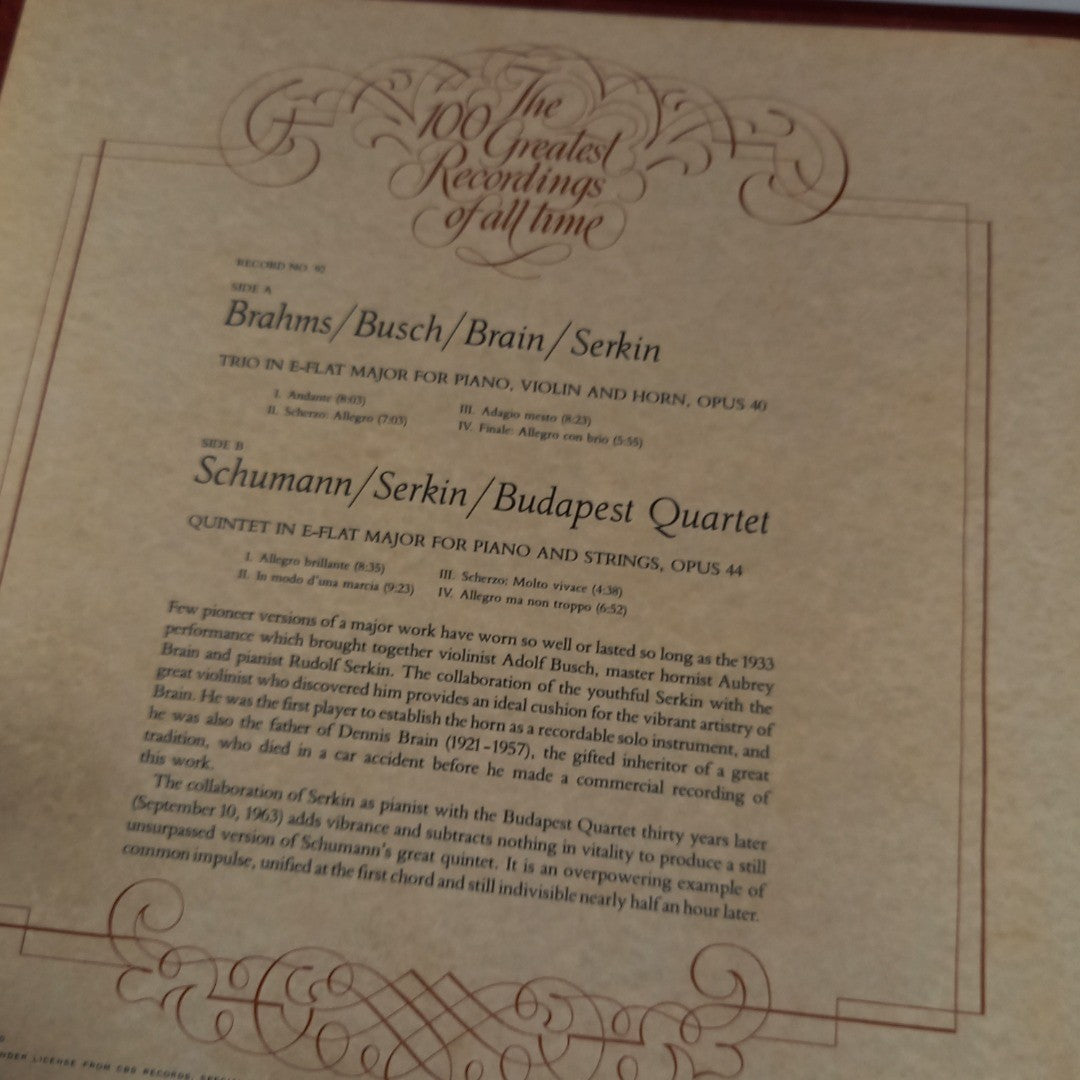 The
100 Greatest
Recordings
of all time
RECORD NO.
SIDE A
Brahms/Busch/Brain/Serkin
TRIO IN E-FLAT MAJOR FOR PIANO, VIOLIN AND HORN, OPUS 40
I. Andante (8:03)
II. Scherzo: Allegro (7:03)
III. Adagio mesto (8:23)
IV. Finale: Allegro con brio (5:55)
SIDE B
Schumann/Serkin/Budapest Quartet
QUINTET IN E-FLAT MAJOR FOR PIANO AND STRINGS, OPUS 44
I. Allegro brillante (8:35)
II. In modo d'una marcia (9:23)
III. Scherzo: Molto vivace (4:38)
IV. Allegro ma non troppo (6:52)
Few pioneer versions of a major work have worn so well or lasted so long as the 1933
performance which brought together violinist Adolf Busch, master hornist Aubrey
Brain and pianist Rudolf Serkin. The collaboration of the youthful Serkin with the
great violinist who discovered him provides an ideal cushion for the vibrant artistry of
Brain. He was the first player to establish the horn as a recordable solo instrument, and
he was also the father of Dennis Brain (1921-1957), the gifted inheritor of a great
tradition, who died in a car accident before he made a commercial recording of
this work.
The collaboration of Serkin as pianist with the Budapest Quartet thirty years later
(September 10, 1963) adds vibrance and subtracts nothing in vitality to produce a still
unsurpassed version of Schumann's great quintet. It is an overpowering example of
common impulse, unified at the first chord and still indivisible nearly half an hour later.
UNDER LICENSE FROM CBS RECORDS,